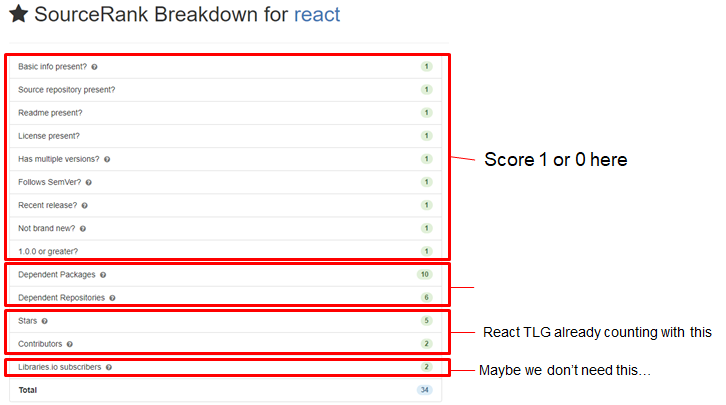 ★ SourceRank Breakdown for react
Basic info present? 1
Source repository present? 1
Readme present? 1
License present? 1
Has multiple versions? 1
Score 1 or 0 here
Follows SemVer? 1
Recent release? 1
Not brand new? 1
1.0.0 or greater? 1
Dependent Packages 10
Dependent Repositories 6
Stars 5
React TLG already counting with this
Contributors 2
Libraries.io subscribers 2
Maybe we don't need this…
Total 34